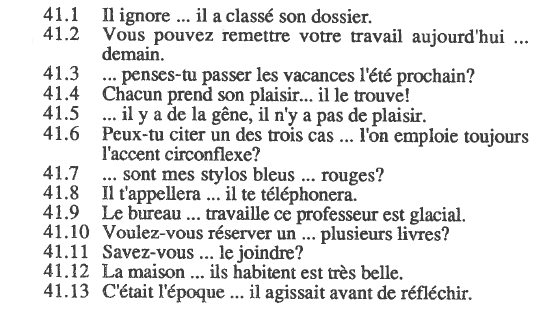 41.1 Il ignore ... il a classé son dossier.
41.2 Vous pouvez remettre votre travail aujourd'hui ...
demain.
41.3 ... penses-tu passer les vacances l'été prochain?
41.4 Chacun prend son plaisir... il le trouve!
41.5 ... il y a de la gêne, il n'y a pas de plaisir.
41.6 Peux-tu citer un des trois cas ... l'on emploie toujours
l'accent circonflexe?
41.7 ... sont mes stylos bleus ... rouges?
41.8 Il t'appellera ... il te téléphonera.
41.9 Le bureau ... travaille ce professeur est glacial.
41.10 Voulez-vous réserver un ... plusieurs livres?
41.11 Savez-vous ... le joindre?
41.12 La maison ... ils habitent est très belle.
41.13 C'était l'époque ... il agissait avant de réfléchir.